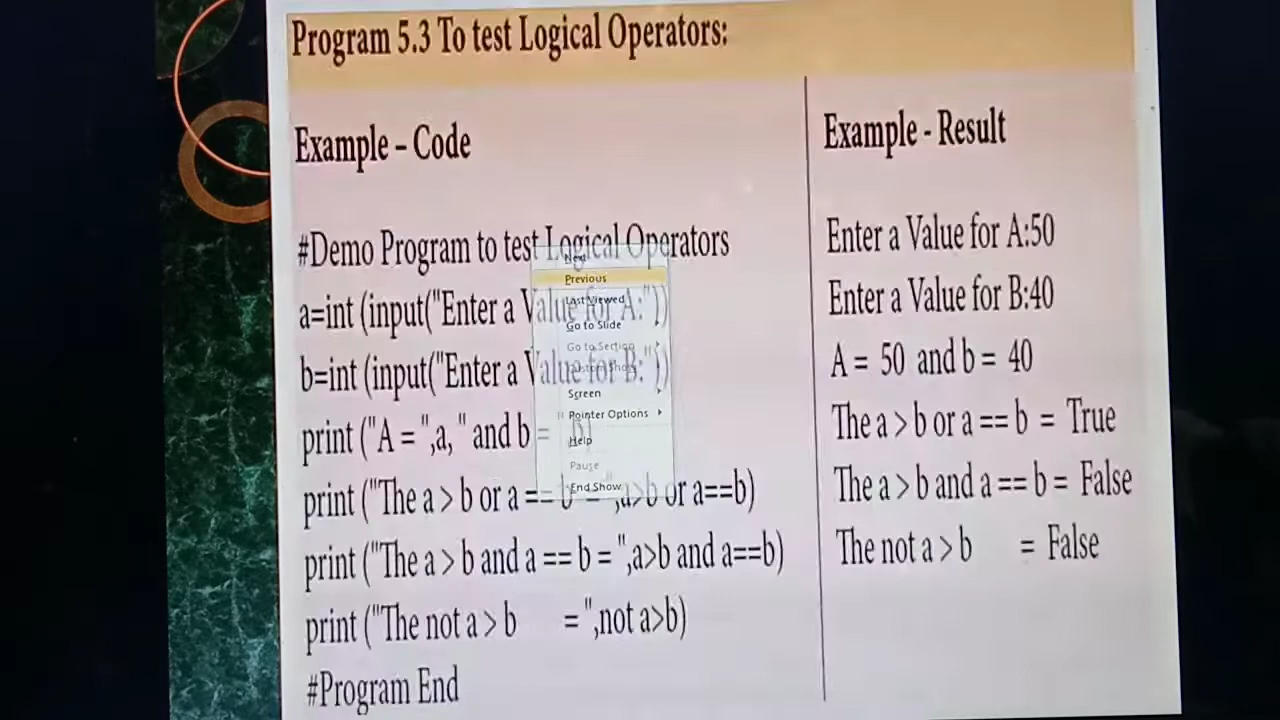 Program 5.3 To test Logical Operators:
Example – Code
#Demo Program to test Logical Operators
a=int (input("Enter a Value for A:"))
b=int (input("Enter a Value for B:"))
print ("A = ",a, " and b = ",b)
print ("The a > b or a == b = ",a>b or a==b)
print ("The a > b and a == b = ",a>b and a==b)
print ("The not a > b = ",not a>b)
#Program End
Example - Result
Enter a Value for A:50
Enter a Value for B:40
A = 50 and b = 40
The a > b or a == b = True
The a > b and a == b = False
The not a > b = False
Next
Previous
Last Viewed
Go to Slide
Go to Section
Custom Show
Screen
Pointer Options
Help
Pause
End Show